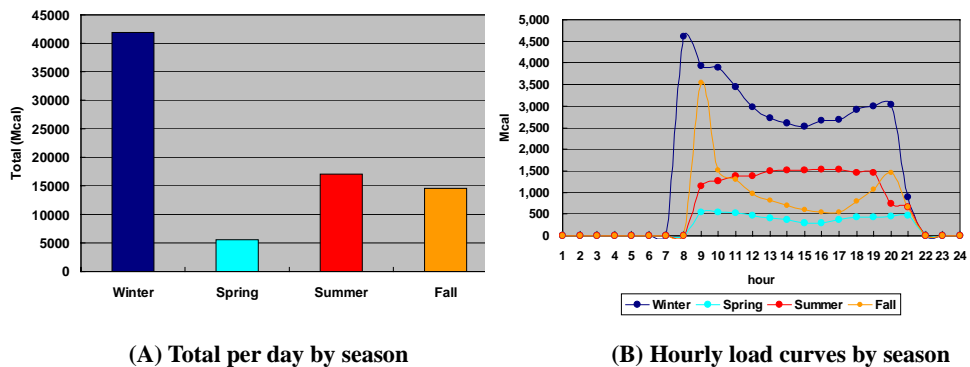 45000
40000
35000
30000
25000
20000
15000
10000
5000
0
Total (Mcal)
Winter Spring Summer Fall
(A) Total per day by season
5,000
4,500
4,000
3,500
3,000
2,500
2,000
1,500
1,000
500
0
Mcal
1 2 3 4 5 6 7 8 9 10 11 12 13 14 15 16 17 18 19 20 21 22 23 24
hour
Winter Spring Summer Fall
(B) Hourly load curves by season